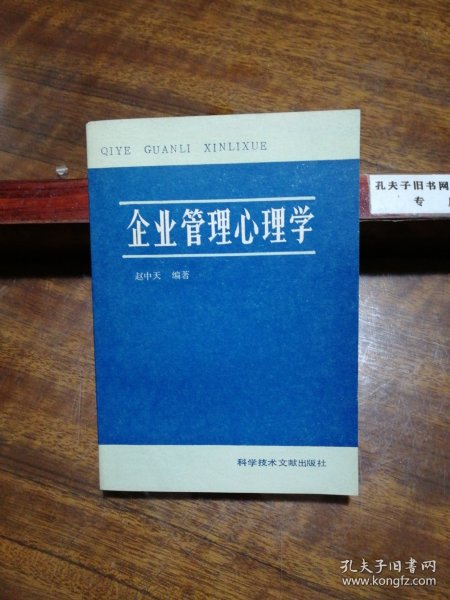 QIYE GUANLI XINLIXUE
孔夫子旧书网
专
企业管理心理学
赵中天 编著
科学技术文献出版社
孔夫子旧书网
www.kongfz.com